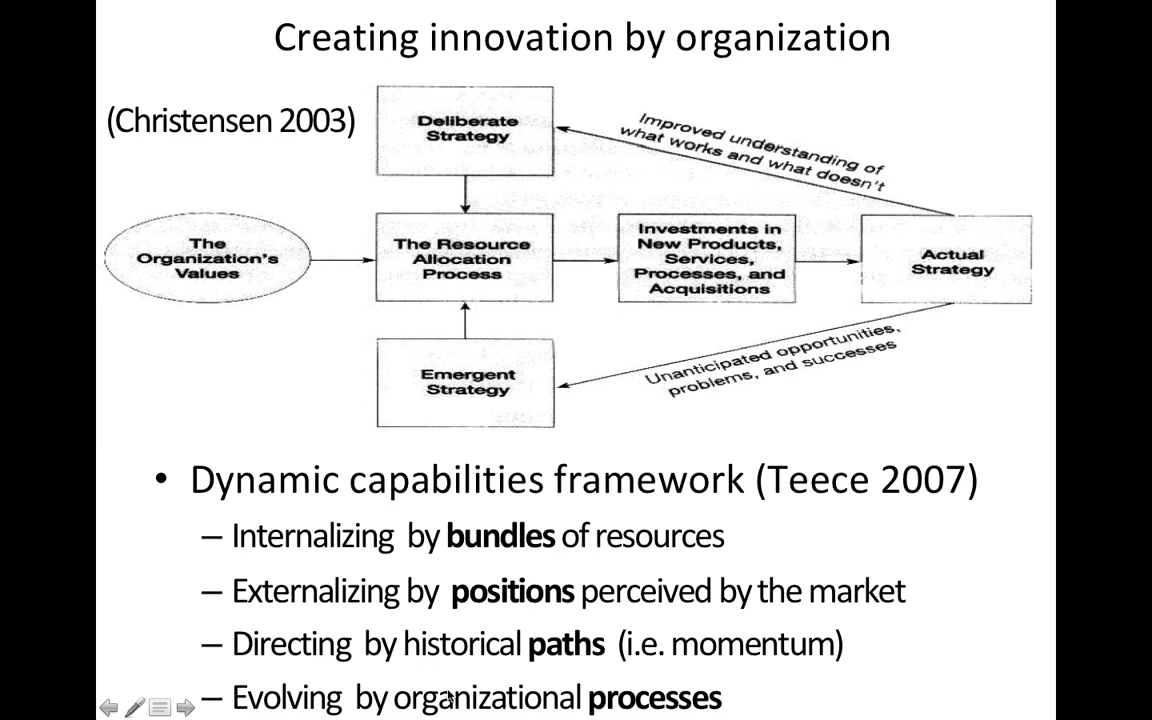 Creating innovation by organization
(Christensen 2003)
Deliberate
Strategy
Improved understanding of
what works and what doesn't
The
Organization's
Values
The Resource
Allocation
Process
Investments in
New Products,
Services,
Processes, and
Acquisitions
Actual
Strategy
Emergent
Strategy
Unanticipated opportunities,
problems, and successes
• Dynamic capabilities framework (Teece 2007)
– Internalizing by bundles of resources
– Externalizing by positions perceived by the market
– Directing by historical paths (i.e. momentum)
– Evolving by organizational processes